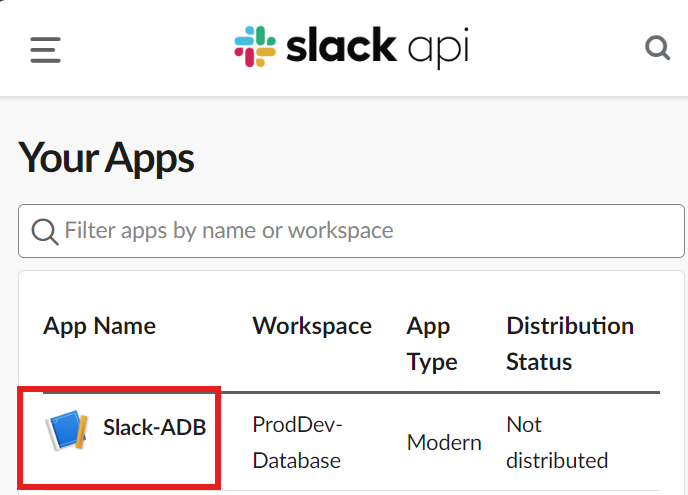 slack api
Your Apps
Filter apps by name or workspace
App Name Workspace App Type Distribution Status
Slack-ADB ProdDev-Database Modern Not distributed